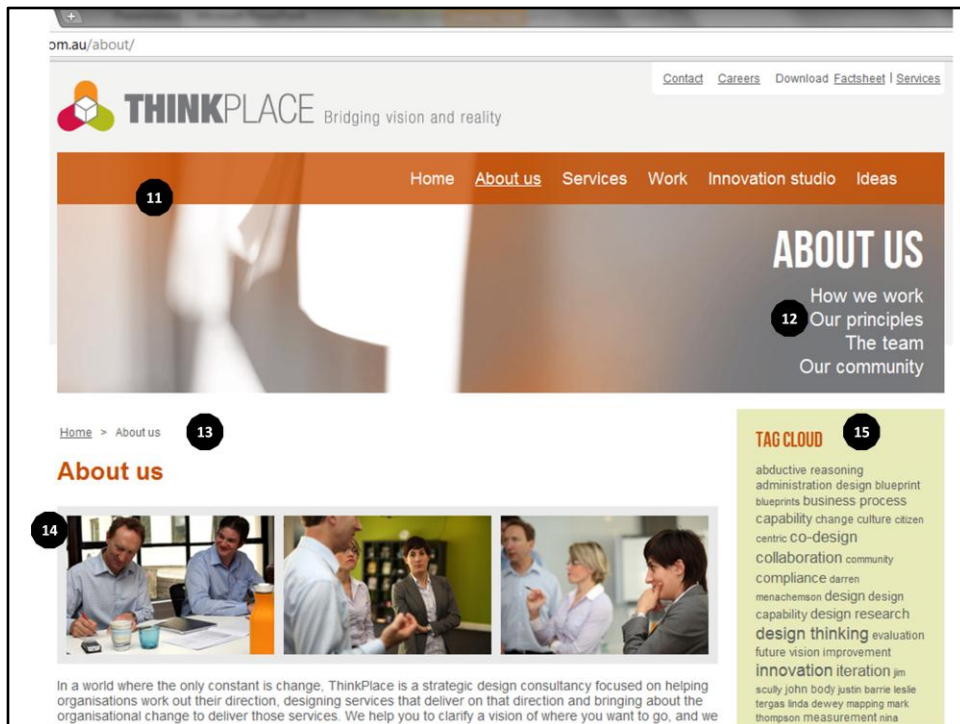 om.au/about/
Contact Careers Download Factsheet | Services
THINKPLACE Bridging vision and reality
Home About us Services Work Innovation studio Ideas
11
ABOUT US
How we work
12 Our principles
The team
Our community
Home > About us 13
About us
14
TAG CLOUD 15
abductive reasoning
administration design blueprint
blueprints business process
capability change culture citizen
centric co-design
collaboration community
compliance darren
menachemson design design
capability design research
design thinking evaluation
future vision improvement
innovation iteration jim
scully john body justin barrie leslie
tergas linda dewey mapping mark
thompson measurement nina
In a world where the only constant is change, ThinkPlace is a strategic design consultancy focused on helping
organisations work out their direction, designing services that deliver on that direction and bringing about the
organisational change to deliver those services. We help you to clarify a vision of where you want to go, and we